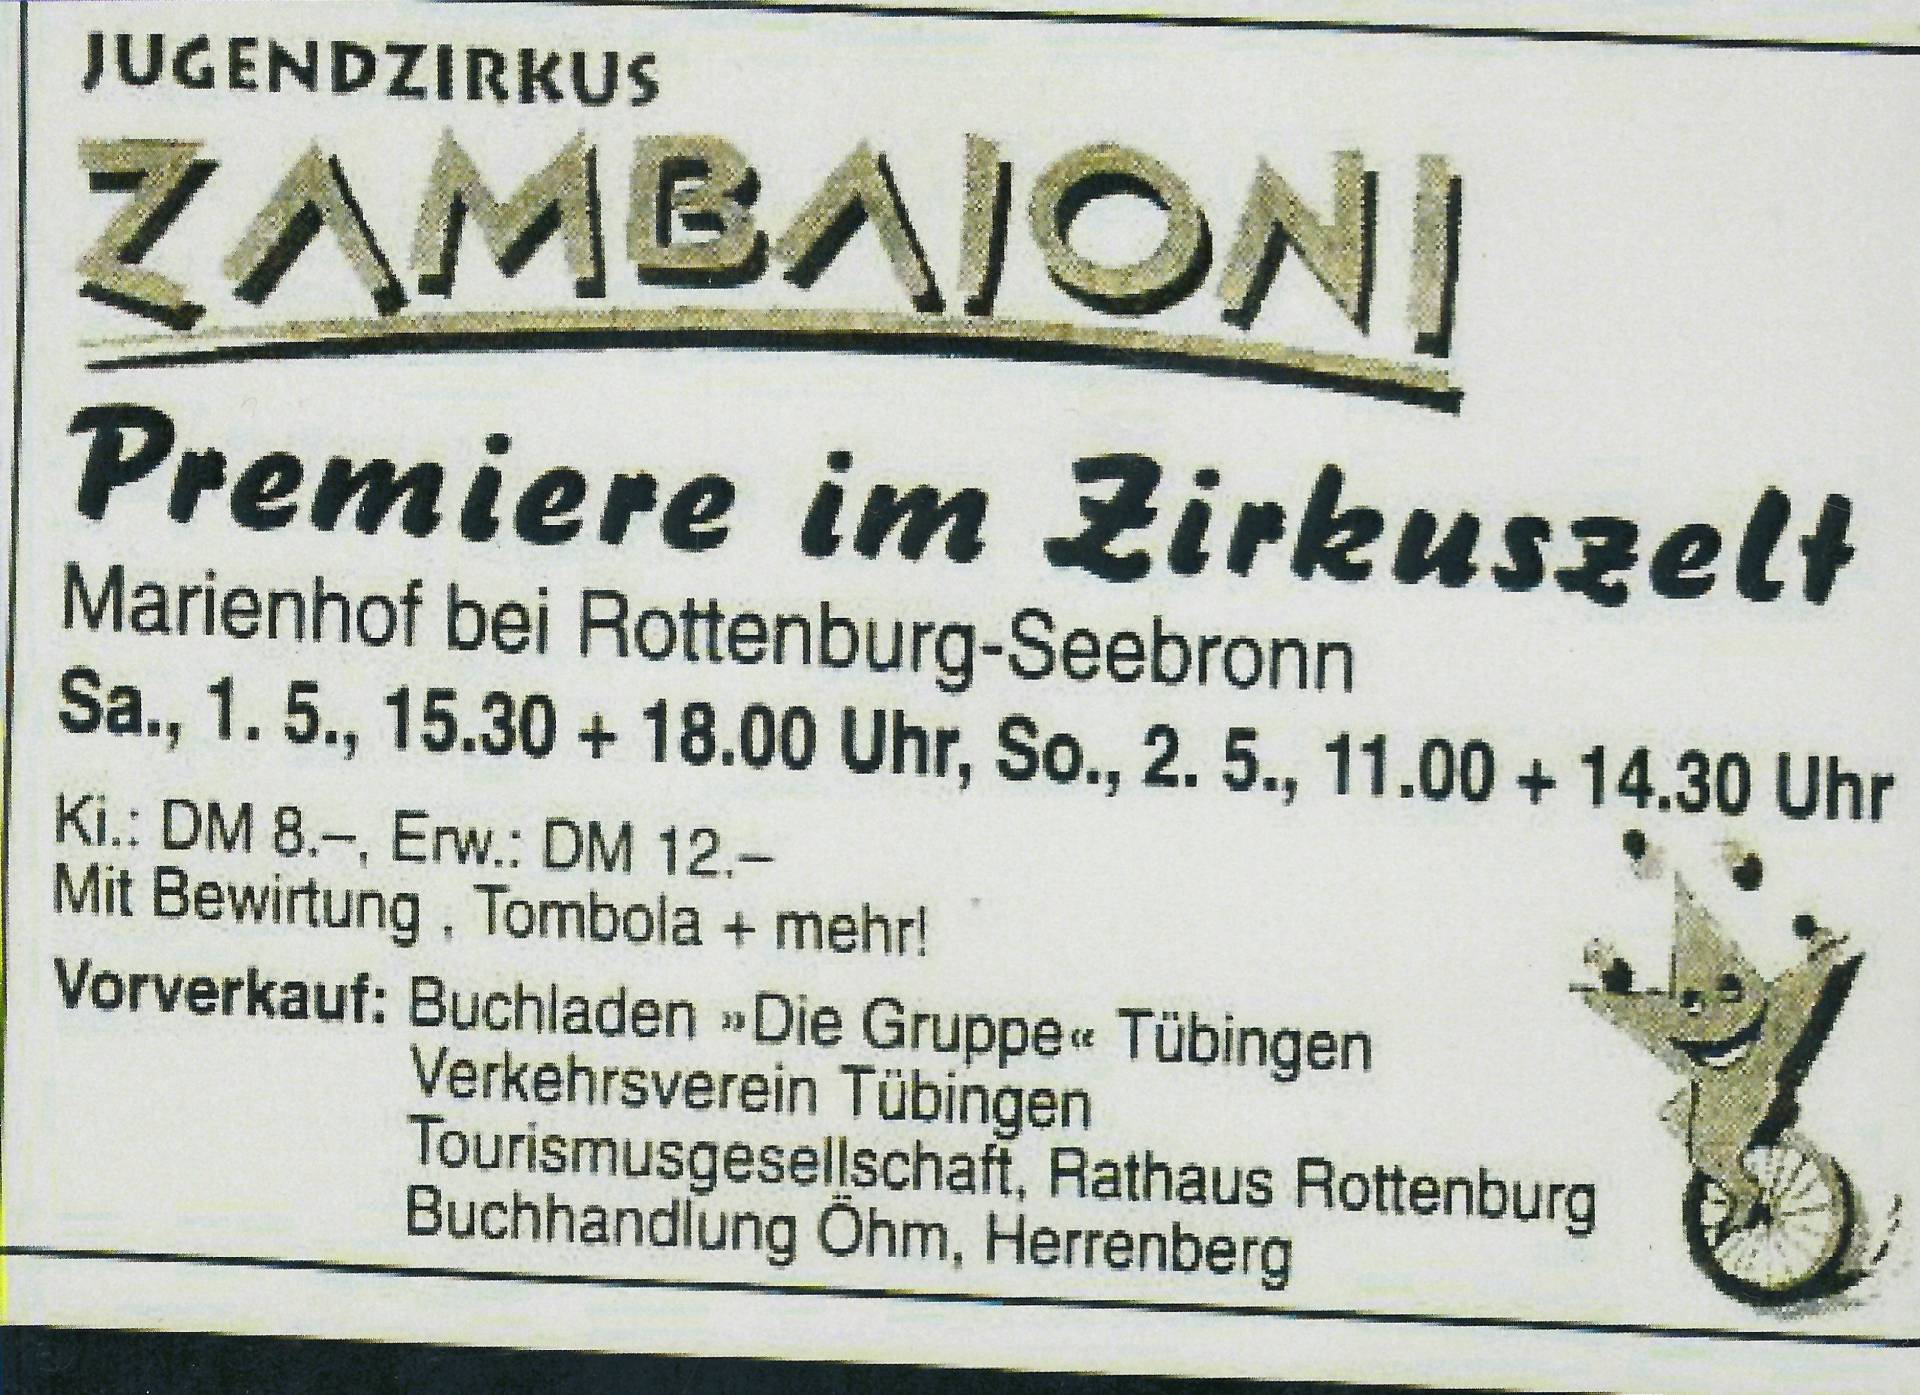 JUGENDZIRKUS
ZAMBAIONI
Premiere im Zirkuszelt
Marienhof bei Rottenburg-Seebronn
Sa., 1. 5., 15.30 + 18.00 Uhr, So., 2. 5., 11.00 + 14.30 Uhr
Ki.: DM 8.–, Erw.: DM 12.–
Mit Bewirtung , Tombola + mehr!
Vorverkauf: Buchladen »Die Gruppe« Tübingen
Verkehrsverein Tübingen
Tourismusgesellschaft, Rathaus Rottenburg
Buchhandlung Öhm, Herrenberg